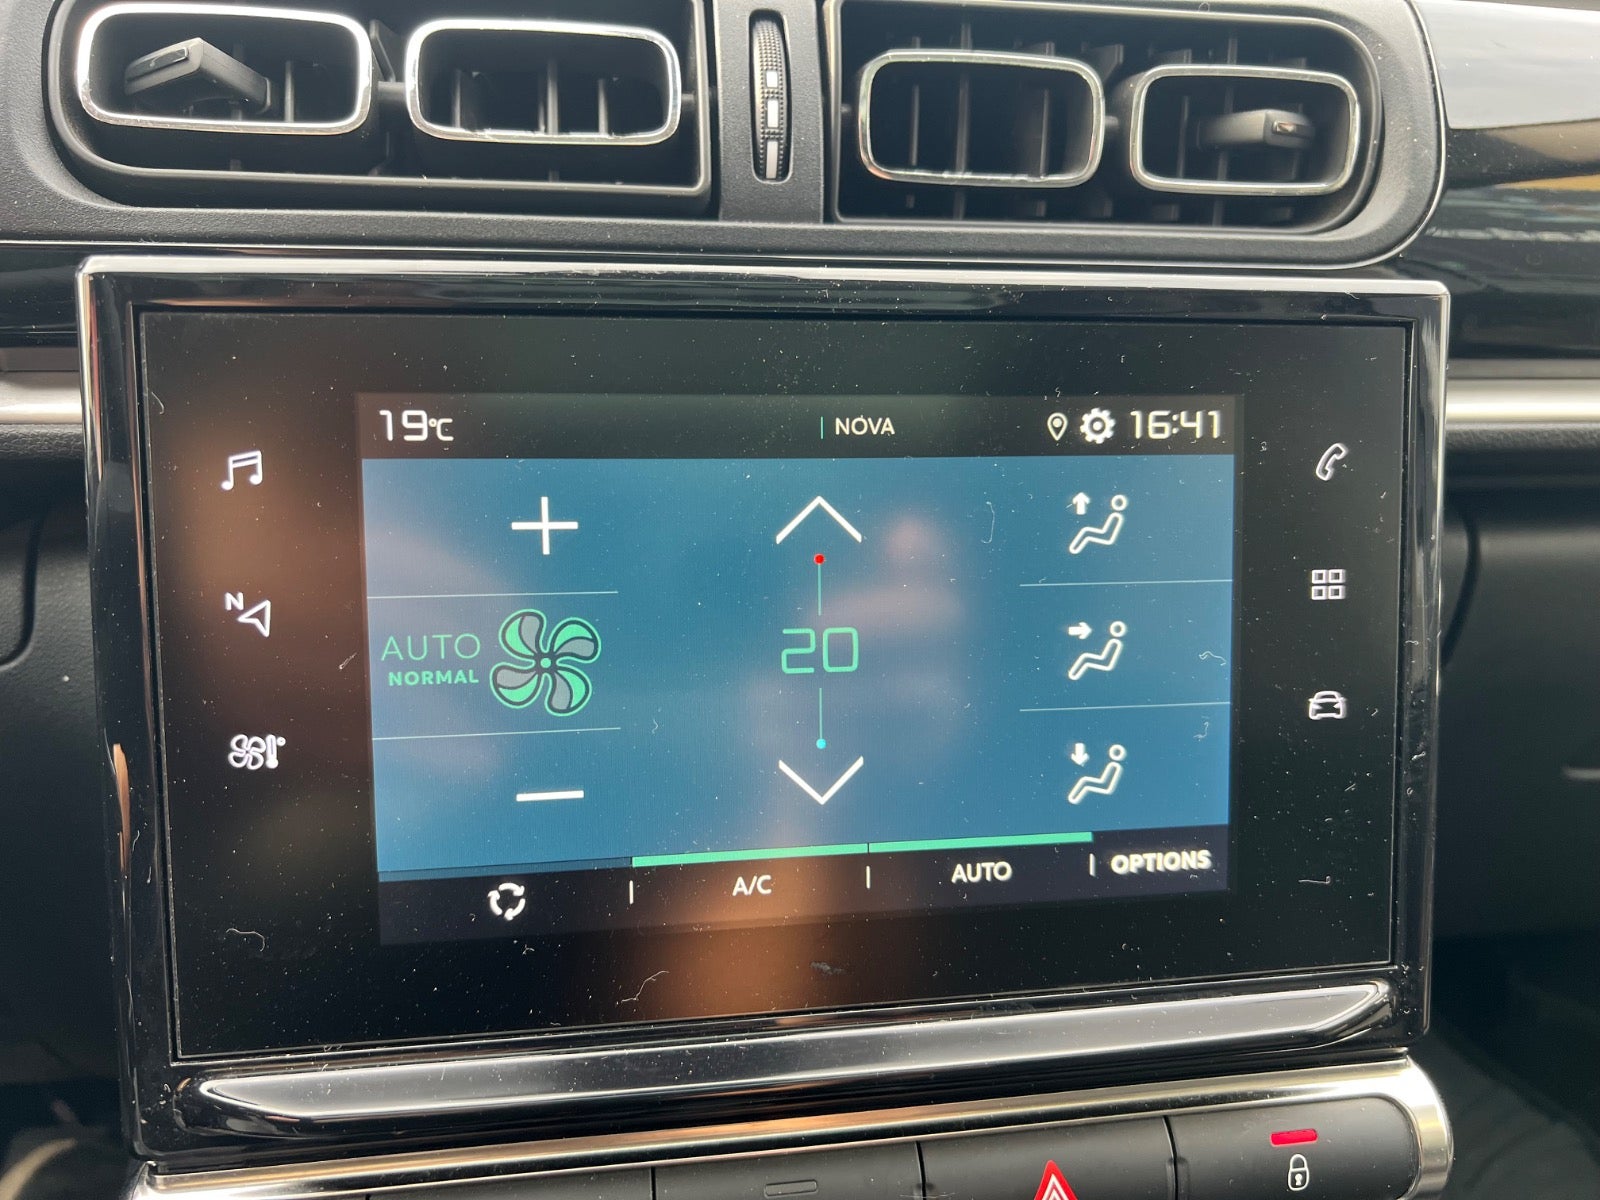 19°C
NOVA
16:41
N
AUTO
NORMAL
20
A/C
AUTO
OPTIONS